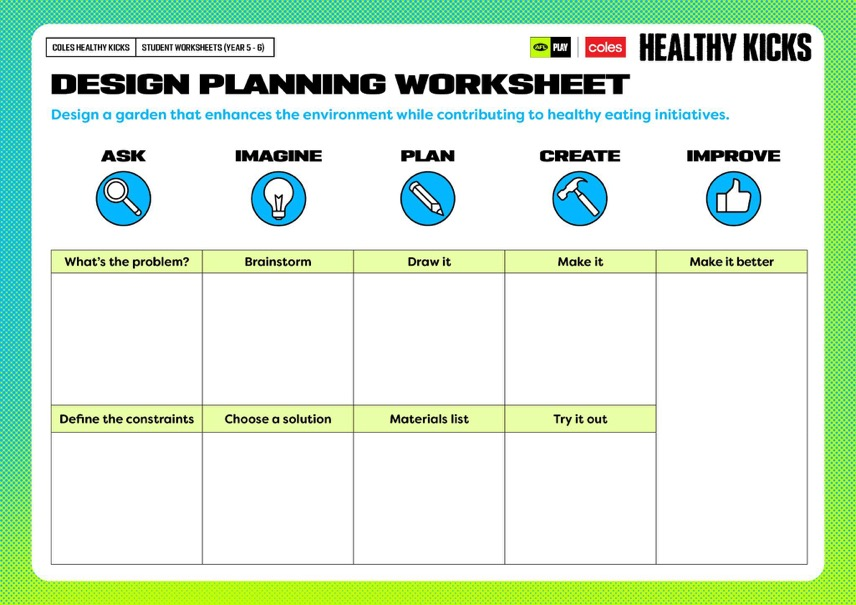 COLES HEALTHY KICKS STUDENT WORKSHEETS (YEAR 5 - 6)
AFL PLAY coles HEALTHY KICKS
DESIGN PLANNING WORKSHEET
Design a garden that enhances the environment while contributing to healthy eating initiatives.
ASK IMAGINE PLAN CREATE IMPROVE
What's the problem? Brainstorm Draw it Make it Make it better
Define the constraints Choose a solution Materials list Try it out